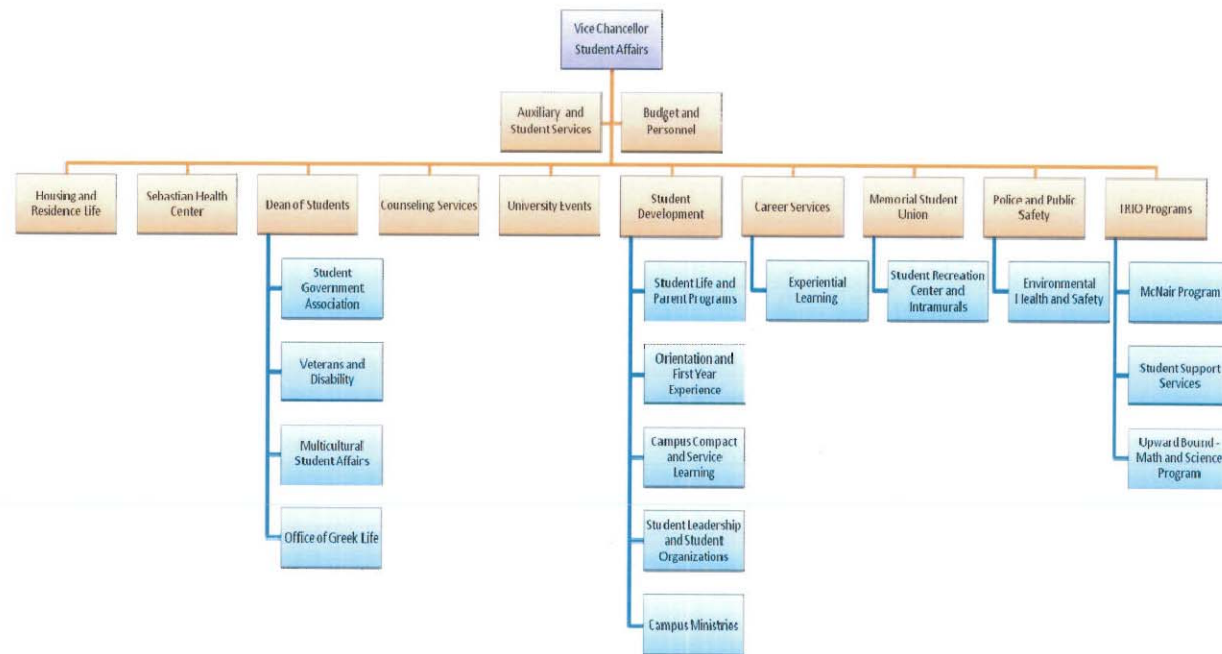 Vice Chancellor
Student Affairs
Auxiliary and
Student Services
Budget and
Personnel
Housing and
Residence Life
Sebastian Health
Center
Dean of Students
Counseling Services
University Events
Student
Development
Career Services
Memorial Student
Union
Police and Public
Safety
TRIO Programs
Student
Government
Association
Veterans and
Disability
Multicultural
Student Affairs
Office of Greek Life
Student Life and
Parent Programs
Orientation and
First Year
Experience
Campus Compact
and Service
Learning
Student Leadership
and Student
Organizations
Campus Ministries
Experiential
Learning
Student Recreation
Center and
Intramurals
Environmental
Health and Safety
McNair Program
Student Support
Services
Upward Bound -
Math and Science
Program